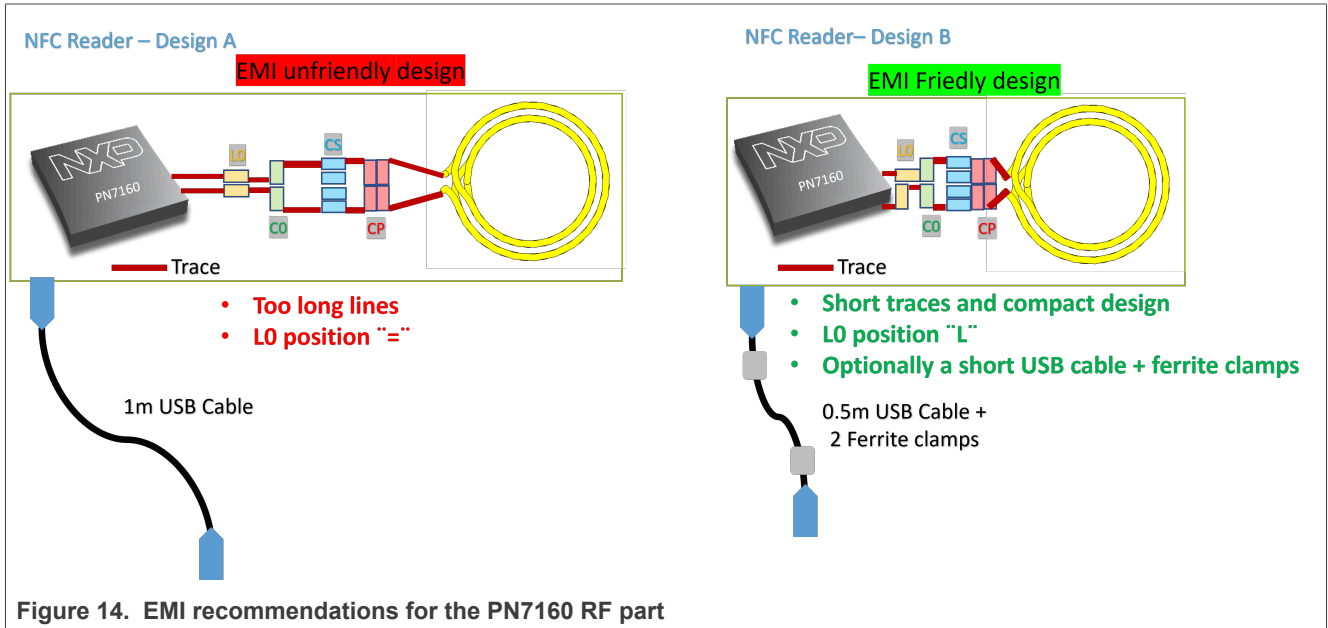 NFC Reader – Design A
EMI unfriendly design
NXP
PN7160
L0
CS
C0
CP
Trace
• Too long lines
• L0 position ¨=¨
1m USB Cable
NFC Reader– Design B
EMI Friedly design
NXP
PN7160
L0
CS
C0
CP
Trace
• Short traces and compact design
• L0 position ¨L¨
• Optionally a short USB cable + ferrite clamps
0.5m USB Cable +
2 Ferrite clamps
Figure 14. EMI recommendations for the PN7160 RF part